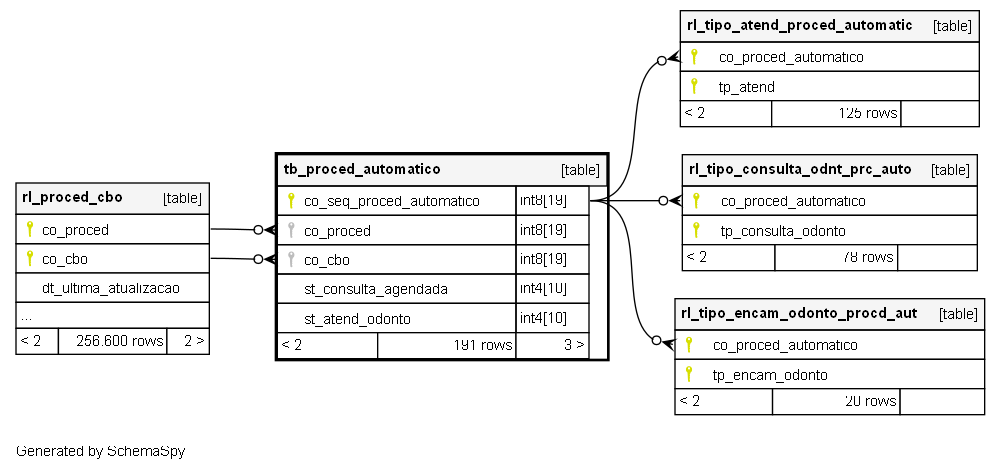 rl_tipo_atend_proced_automatic [table]
co_proced_automatico
tp_atend
< 2 125 rows
tb_proced_automatico [table]
co_seq_proced_automatico int8[19]
co_proced int8[19]
co_cbo int8[19]
st_consulta_agendada int4[10]
st_atend_odonto int4[10]
< 2 191 rows 3 >
rl_tipo_consulta_odnt_prc_auto [table]
co_proced_automatico
tp_consulta_odonto
< 2 78 rows
rl_proced_cbo [table]
co_proced
co_cbo
dt_ultima_atualizacao
...
< 2 256.600 rows 2 >
rl_tipo_encam_odonto_procd_aut [table]
co_proced_automatico
tp_encam_odonto
< 2 20 rows
Generated by SchemaSpy